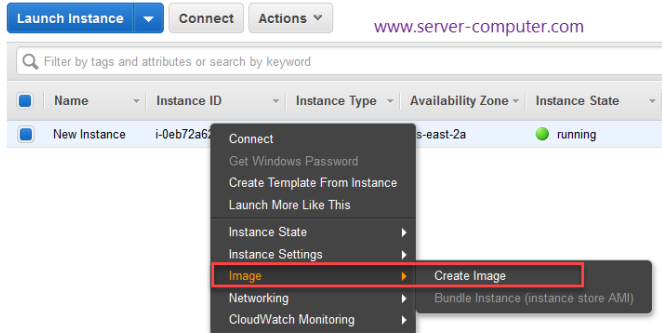 Launch Instance Connect Actions
www.server-computer.com
Filter by tags and attributes or search by keyword
Name Instance ID Instance Type Availability Zone Instance State
New Instance i-0eb72a62 s-east-2a running
Connect
Get Windows Password
Create Template From Instance
Launch More Like This
Instance State
Instance Settings
Image Create Image
Networking Bundle Instance (instance store AMI)
CloudWatch Monitoring